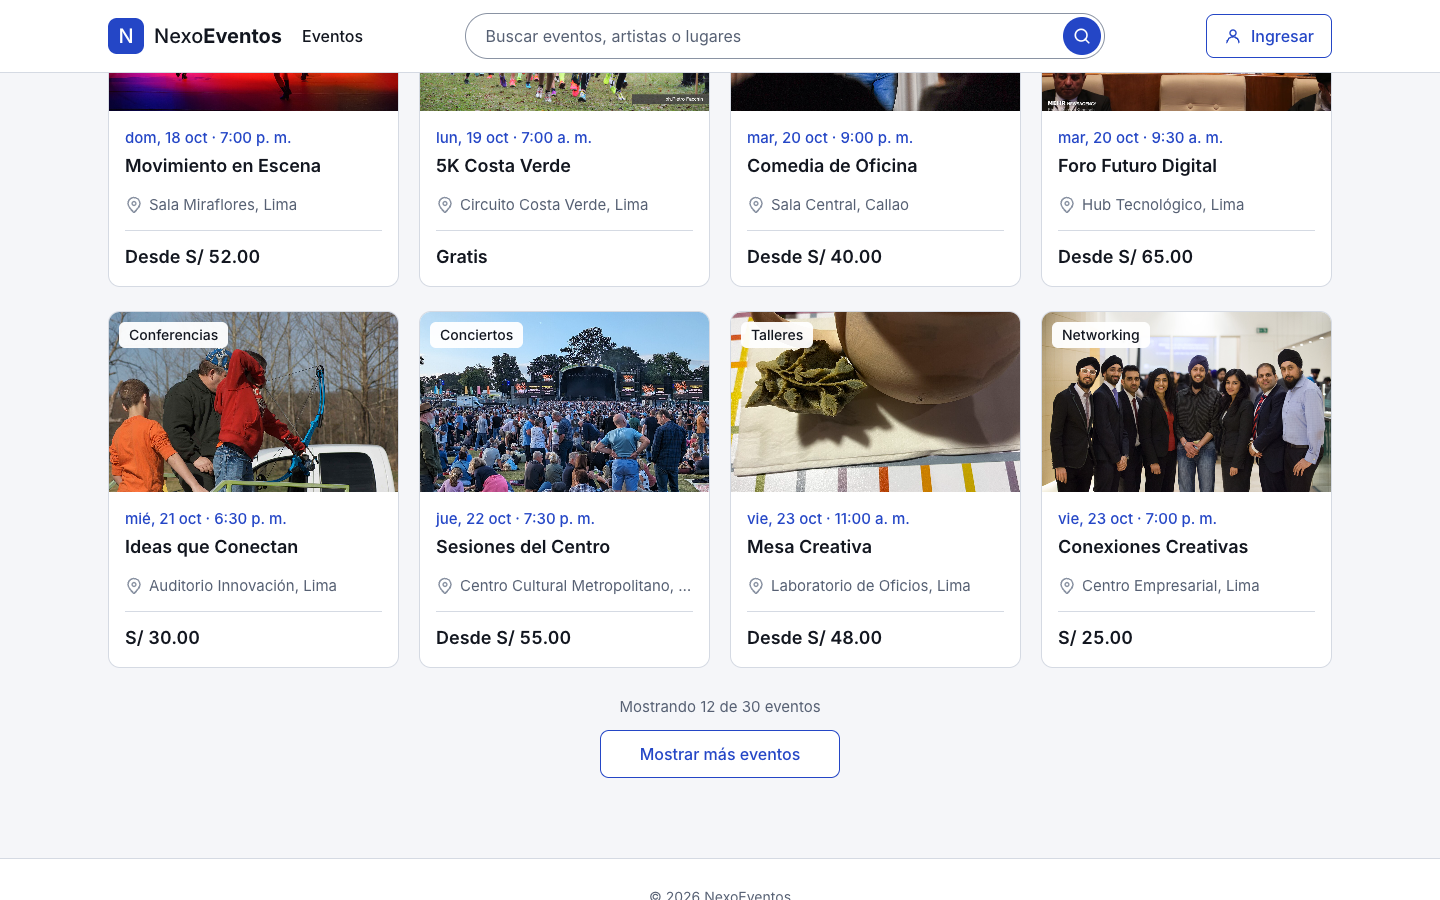 N NexoEventos Eventos Buscar eventos, artistas o lugares Ingresar
dom, 18 oct · 7:00 p. m.
Movimiento en Escena
Sala Miraflores, Lima
Desde S/ 52.00
lun, 19 oct · 7:00 a. m.
5K Costa Verde
Circuito Costa Verde, Lima
Gratis
mar, 20 oct · 9:00 p. m.
Comedia de Oficina
Sala Central, Callao
Desde S/ 40.00
mar, 20 oct · 9:30 a. m.
Foro Futuro Digital
Hub Tecnológico, Lima
Desde S/ 65.00
Conferencias
mié, 21 oct · 6:30 p. m.
Ideas que Conectan
Auditorio Innovación, Lima
S/ 30.00
Conciertos
jue, 22 oct · 7:30 p. m.
Sesiones del Centro
Centro Cultural Metropolitano, ...
Desde S/ 55.00
Talleres
vie, 23 oct · 11:00 a. m.
Mesa Creativa
Laboratorio de Oficios, Lima
Desde S/ 48.00
Networking
vie, 23 oct · 7:00 p. m.
Conexiones Creativas
Centro Empresarial, Lima
S/ 25.00
Mostrando 12 de 30 eventos
Mostrar más eventos
© 2026 NexoEventos